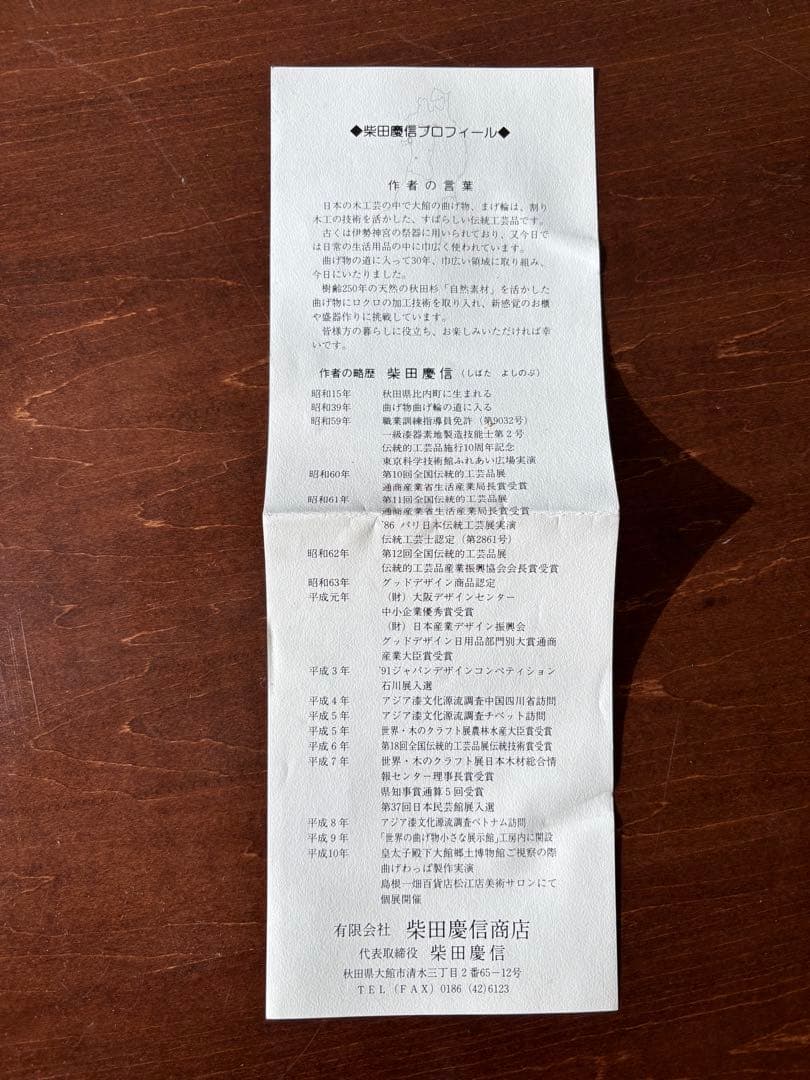 ◆柴田慶信プロフィール◆
作者の言葉
日本の木工芸の中で大館の曲げ物、まげ輪は、割り
木工の技術を活かした、すばらしい伝統工芸品です。
古くは伊勢神宮の祭器に用いられており、又今日で
は日常の生活用品の中に巾広く使われています。
曲げ物の道に入って30年、巾広い領域に取り組み、
今日にいたりました。
樹齢250年の天然の秋田杉「自然素材」を活かした
曲げ物にロクロの加工技術を取り入れ、新感覚のお櫃
や盛器作りに挑戦しています。
皆様方の暮らしに役立ち、お楽しみいただければ幸
いです。
作者の略歴 柴田慶信（しばた よしのぶ）
昭和15年 秋田県比内町に生まれる
昭和39年 曲げ物曲げ輪の道に入る
昭和59年 職業訓練指導員免許（第9032号）
一級漆器素地製造技能士第２号
伝統的工芸品施行10周年記念
東京科学技術館ふれあい広場実演
昭和60年 第10回全国伝統的工芸品展
通商産業省生活産業局長賞受賞
昭和61年 第11回全国伝統的工芸品展
通商産業省生活産業局長賞受賞
'86 パリ日本伝統工芸展実演
伝統工芸士認定（第2861号）
昭和62年 第12回全国伝統的工芸品展
伝統的工芸品産業振興協会会長賞受賞
昭和63年 グッドデザイン商品認定
平成元年 （財）大阪デザインセンター
中小企業優秀賞受賞
（財）日本産業デザイン振興会
グッドデザイン日用品部門別大賞通商
産業大臣賞受賞
平成３年 '91ジャパンデザインコンペティション
石川展入選
平成４年 アジア漆文化源流調査中国四川省訪問
平成５年 アジア漆文化源流調査チベット訪問
平成５年 世界・木のクラフト展農林水産大臣賞受賞
平成６年 第18回全国伝統的工芸品展伝統技術賞受賞
平成７年 世界・木のクラフト展日本木材総合情
報センター理事長賞受賞
県知事賞通算５回受賞
第37回日本民芸館展入選
平成８年 アジア漆文化源流調査ベトナム訪問
平成９年 「世界の曲げ物小さな展示館」工房内に開設
平成10年 皇太子殿下大館郷土博物館ご視察の際
曲げわっぱ製作実演
島根一畑百貨店松江店美術サロンにて
個展開催
有限会社 柴田慶信商店
代表取締役 柴田慶信
秋田県大館市清水三丁目２番65－12号
TEL（FAX）0186（42）6123